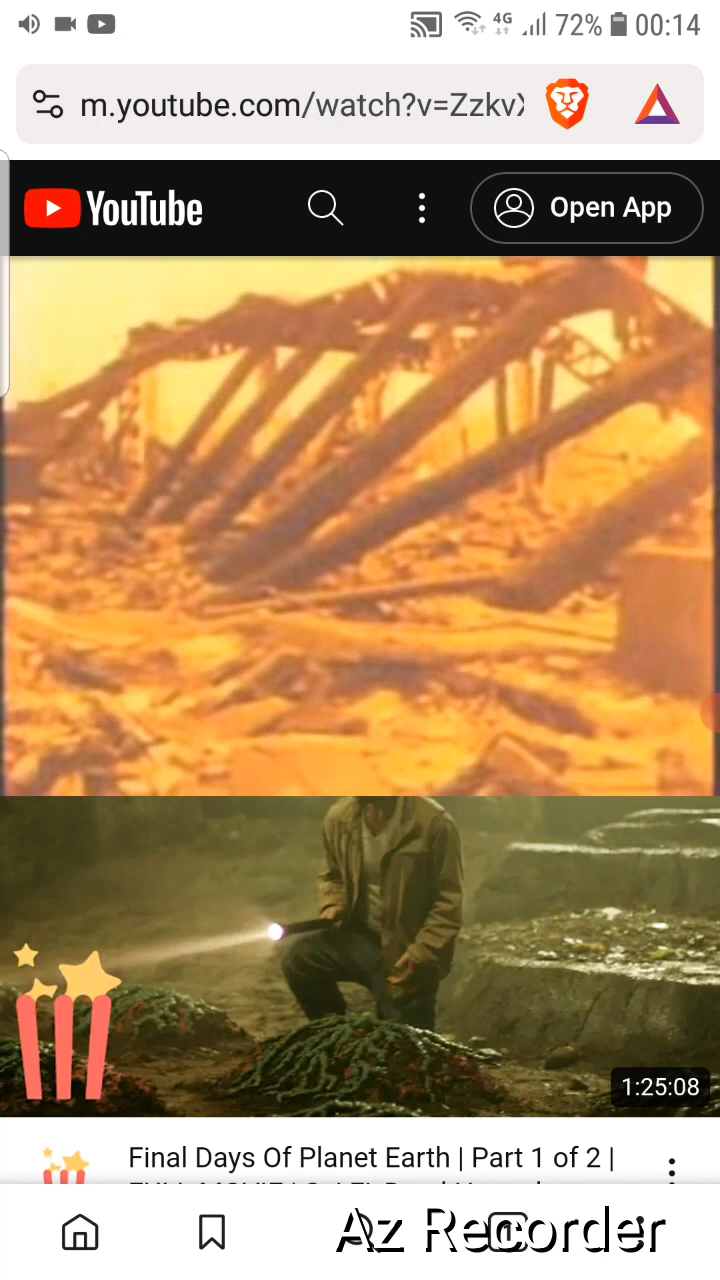 4G 72% 00:14
m.youtube.com/watch?v=Zzkv
YouTube
Open App
1:25:08
Final Days Of Planet Earth | Part 1 of 2 |
Az Recorder